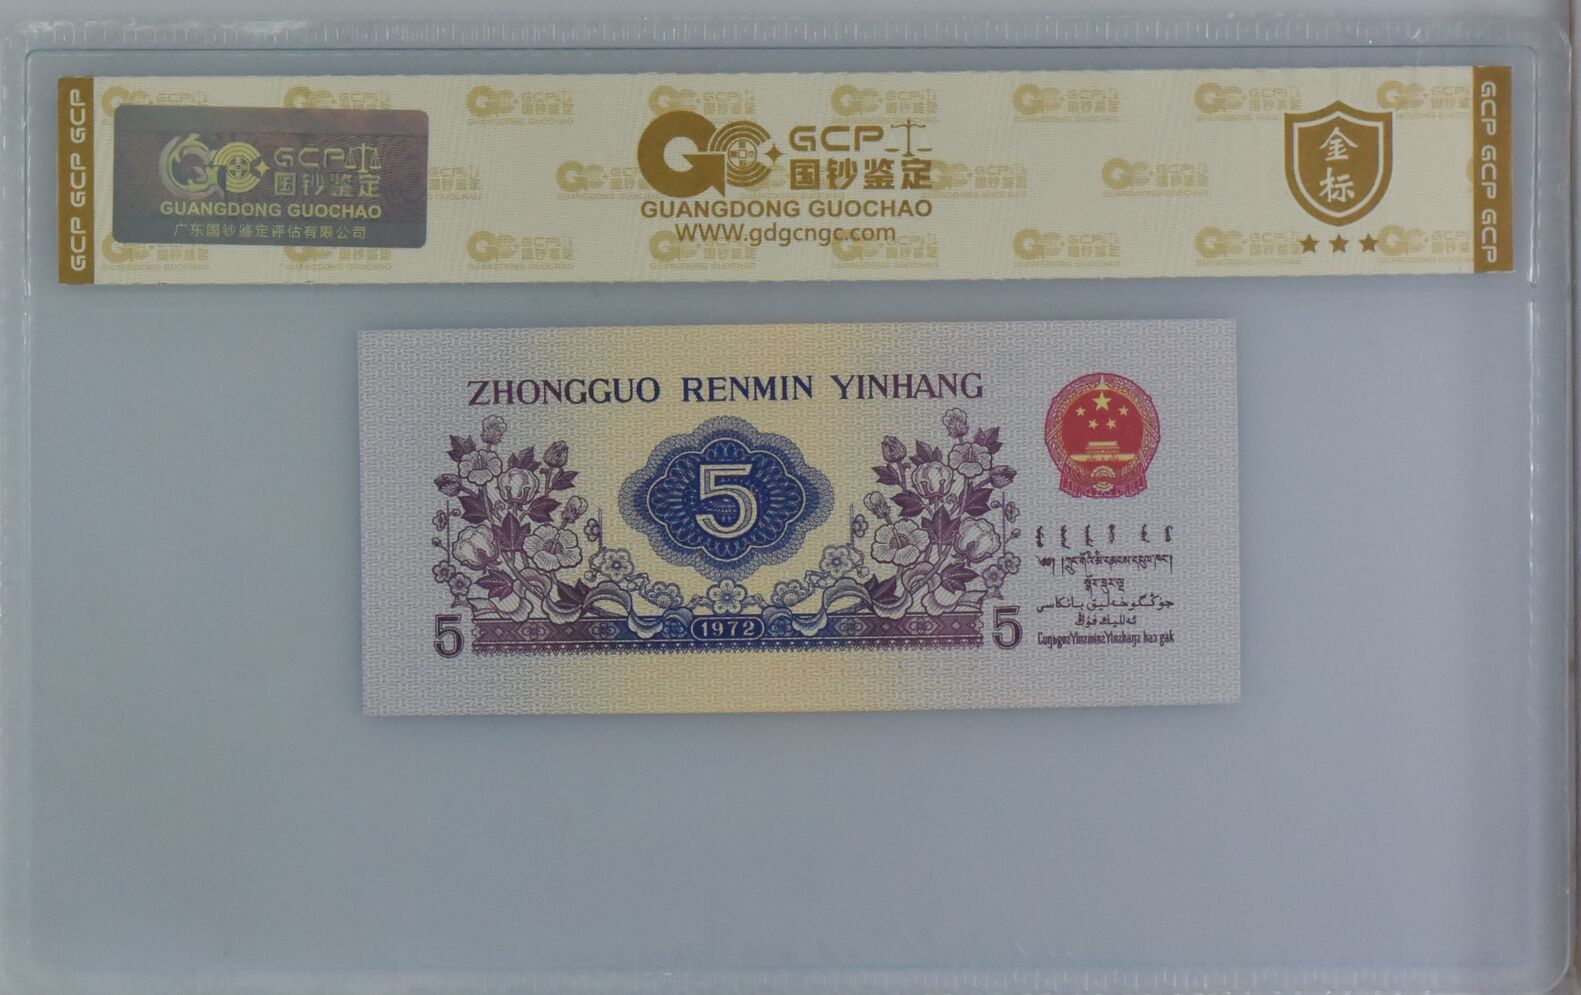 GCP GCP GCP
GCP
国钞鉴定
GUANGDONG GUOCHAO
广东国钞鉴定评估有限公司
GCP
国钞鉴定
GUANGDONG GUOCHAO
WWW.gdgcngc.com
金标
GCP GCP GCP
ZHONGGUO RENMIN YINHANG
5
1972
5
5